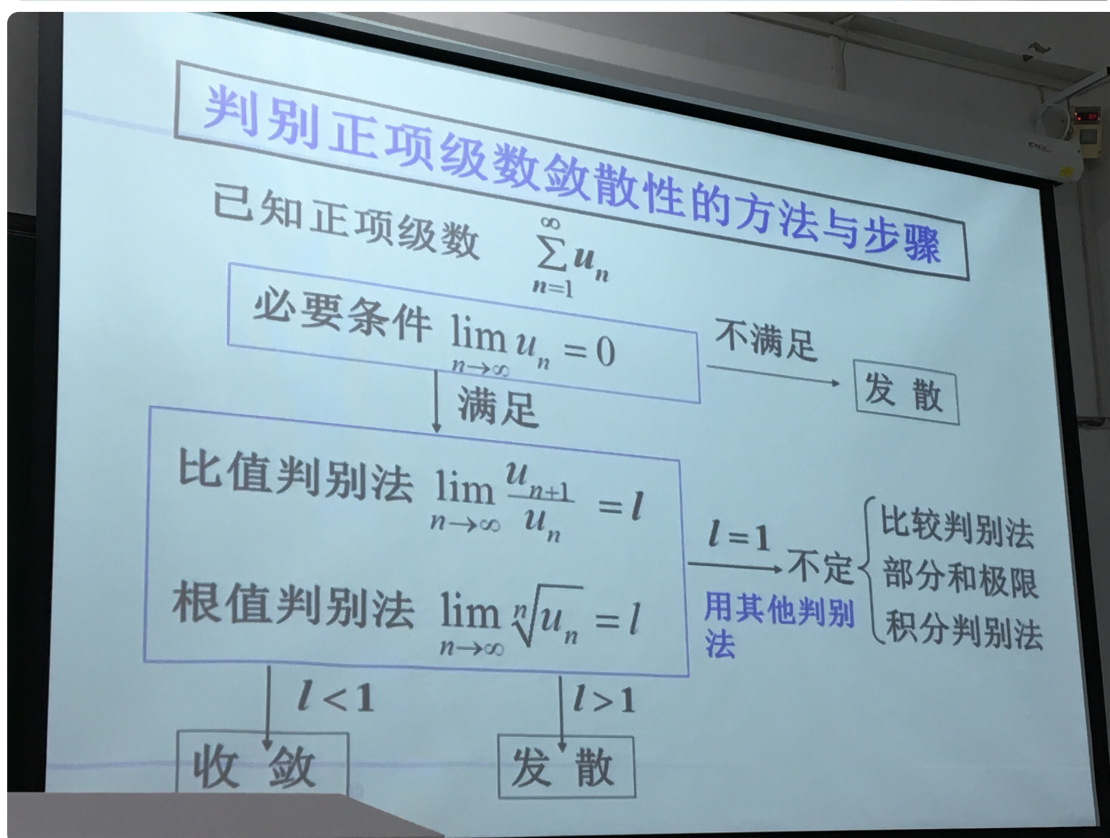 判别正项级数敛散性的方法与步骤
已知正项级数 ∑_{n=1}^{∞} u_n
必要条件 lim_{n→∞} u_n = 0
不满足
发 散
满足
比值判别法 lim_{n→∞} u_{n+1}/u_n = l
根值判别法 lim_{n→∞} ⁿ√u_n = l
l = 1
不定
用其他判别
法
比较判别法
部分和极限
积分判别法
l < 1
l > 1
收 敛
发 散